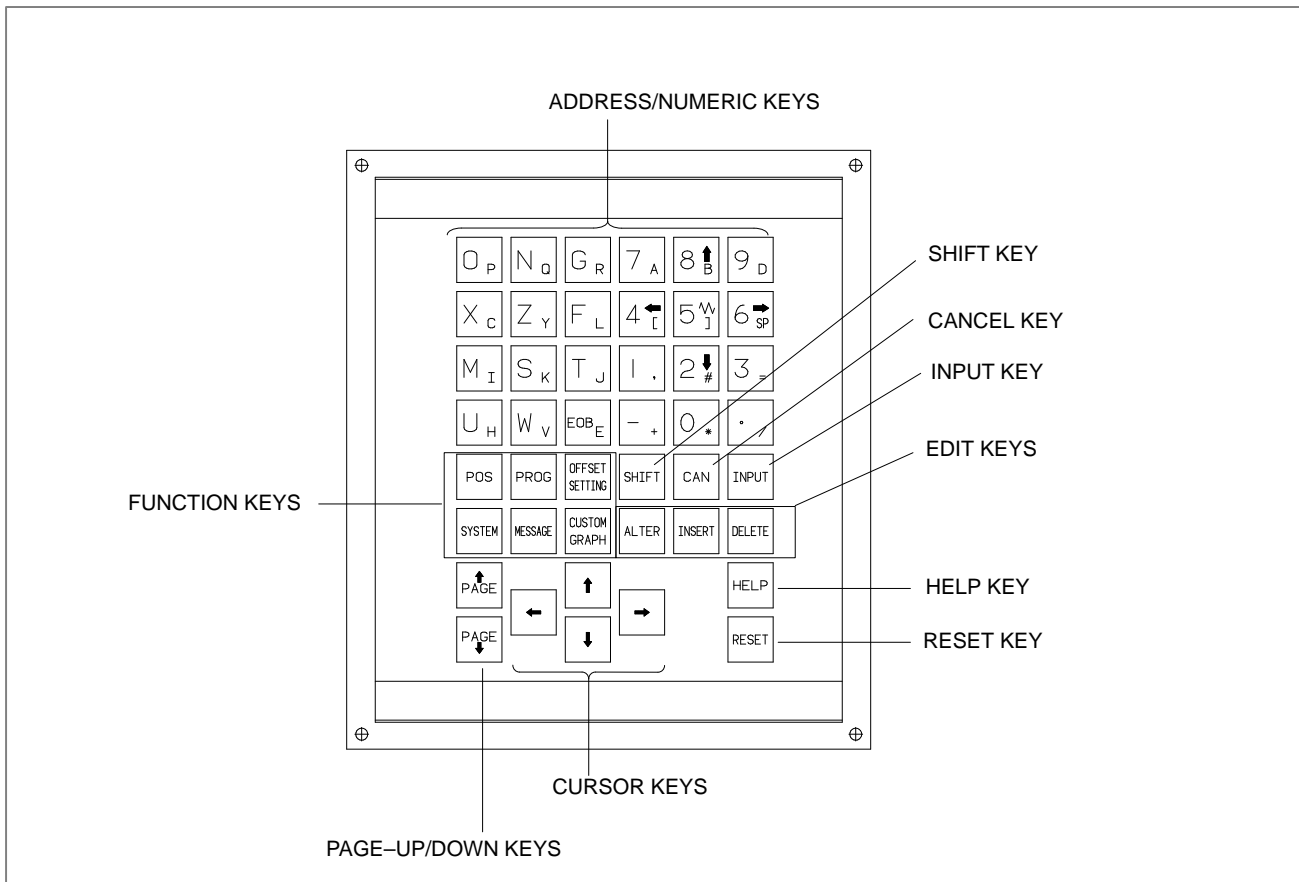 ADDRESS/NUMERIC KEYS
O P N Q G R 7 A 8 B 9 D
SHIFT KEY
X C Z Y F L 4 [ 5 ] 6 SP
CANCEL KEY
M I S K T J 1 , 2 # 3 =
INPUT KEY
U H W V EOB E - + 0 * . /
EDIT KEYS
POS PROG OFFSET SETTING SHIFT CAN INPUT
FUNCTION KEYS
SYSTEM MESSAGE CUSTOM GRAPH ALTER INSERT DELETE
PAGE HELP
HELP KEY
PAGE RESET
RESET KEY
CURSOR KEYS
PAGE–UP/DOWN KEYS